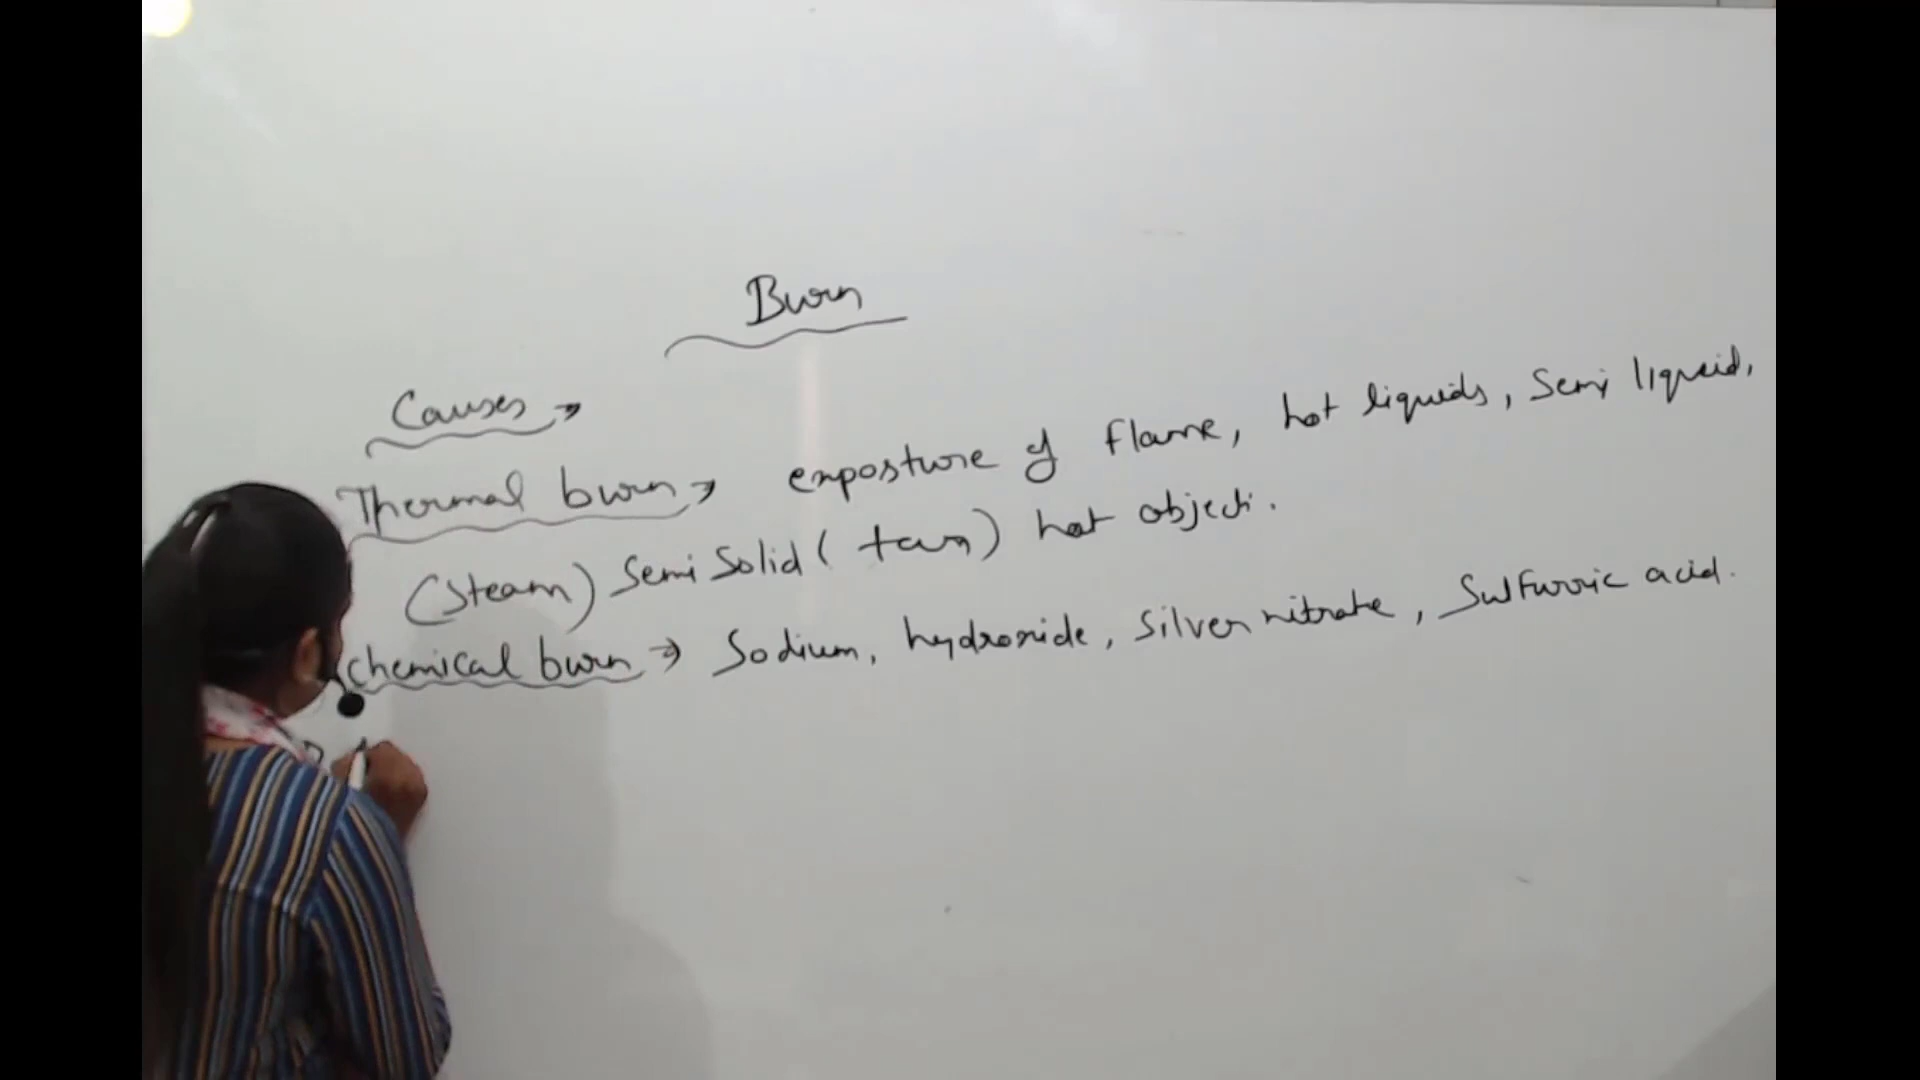 Burn
Causes →
Thermal burn → exposture of flame, hot liquids, Semi liquid,
(steam) Semi Solid (tar) hot object.
chemical burn → Sodium, hydroxide, Silver nitrate, Sulfurric acid.